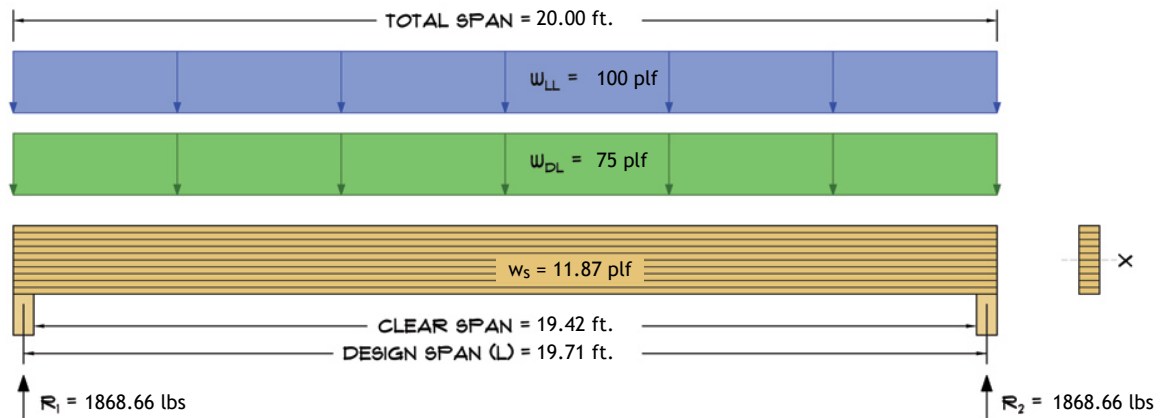 TOTAL SPAN = 20.00 ft.
wLL = 100 plf
wDL = 75 plf
ws = 11.87 plf
X
CLEAR SPAN = 19.42 ft.
DESIGN SPAN (L) = 19.71 ft.
R1 = 1868.66 lbs
R2 = 1868.66 lbs